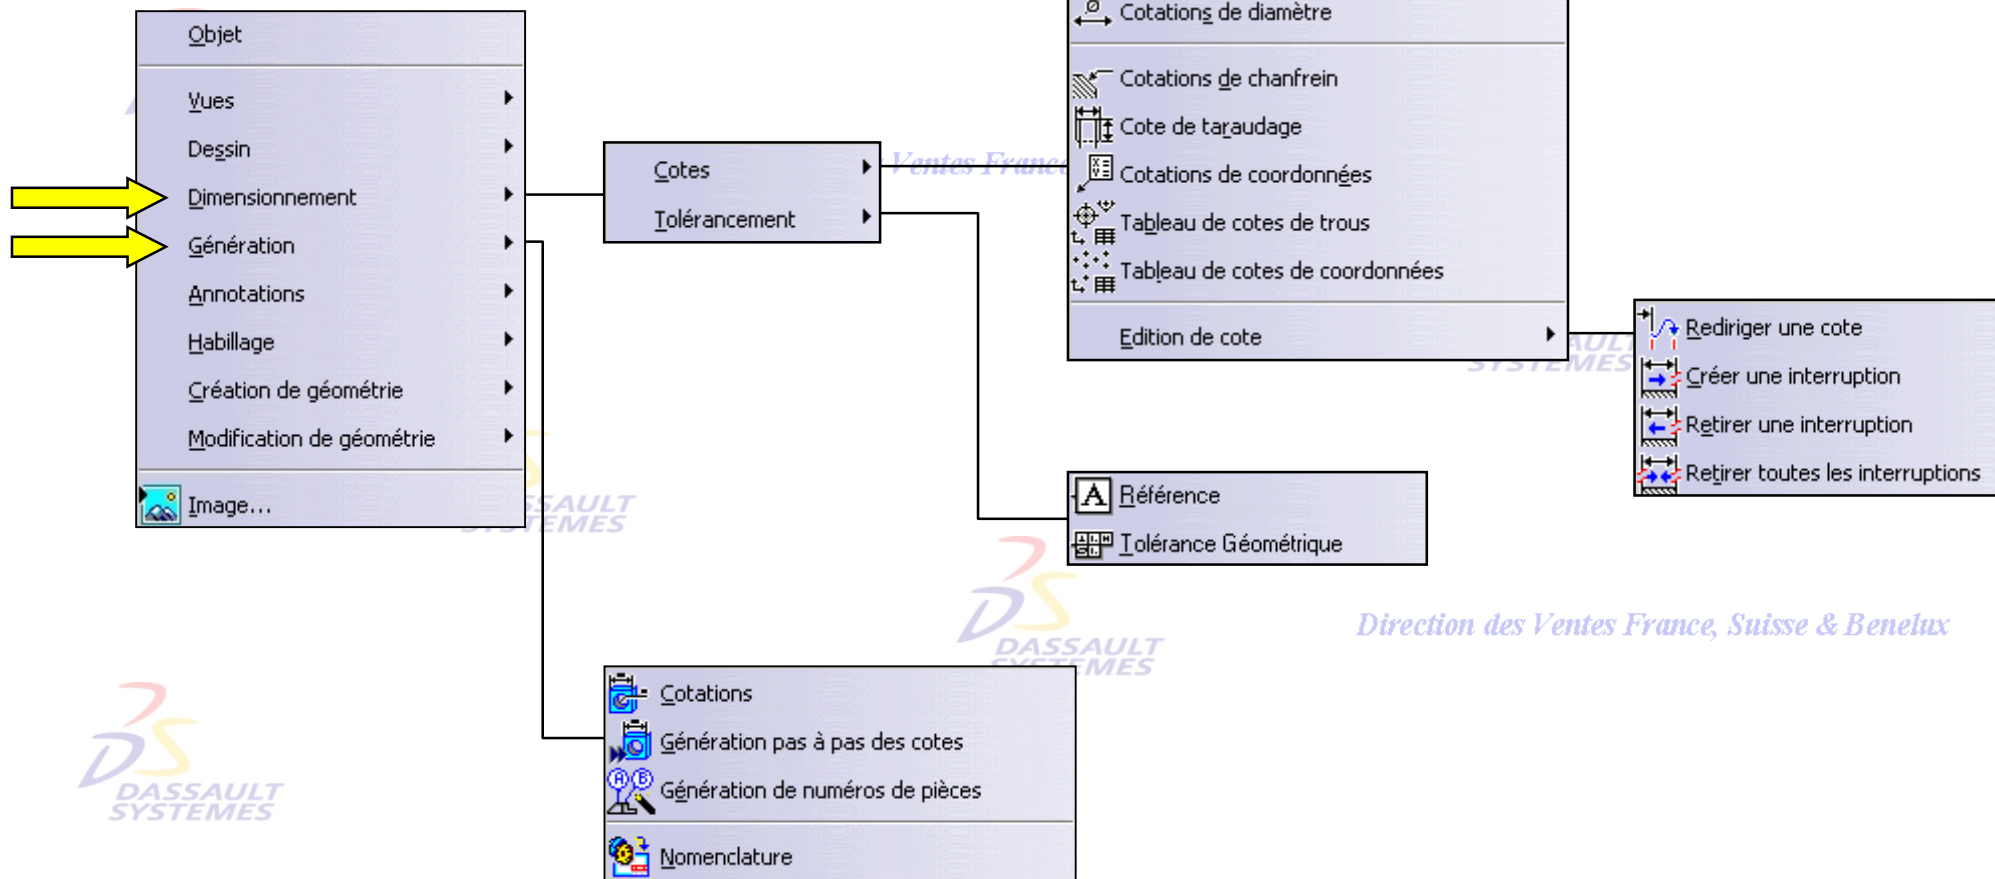 Objet
Vues
Dessin
Dimensionnement
Génération
Annotations
Habillage
Création de géométrie
Modification de géométrie
Image...
Cotes
Tolérancement
Ventes France
Cotations de diamètre
Cotations de chanfrein
Cote de taraudage
Cotations de coordonnées
Tableau de cotes de trous
Tableau de cotes de coordonnées
Edition de cote
Rediriger une cote
Créer une interruption
Retirer une interruption
Retirer toutes les interruptions
SYSTEMES
A Référence
Tolérance Géométrique
SYSTEMES
DASSAULT
SYSTEMES
Direction des Ventes France, Suisse & Benelux
Cotations
Génération pas à pas des cotes
A B
Génération de numéros de pièces
Nomenclature
DASSAULT
SYSTEMES